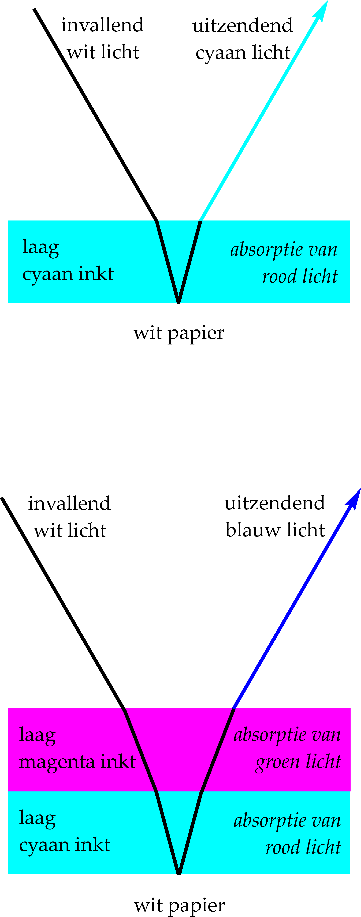 invallend
wit licht
uitzendend
cyaan licht
laag
cyaan inkt
absorptie van
rood licht
wit papier
invallend
wit licht
uitzendend
blauw licht
laag
magenta inkt
absorptie van
groen licht
laag
cyaan inkt
absorptie van
rood licht
wit papier